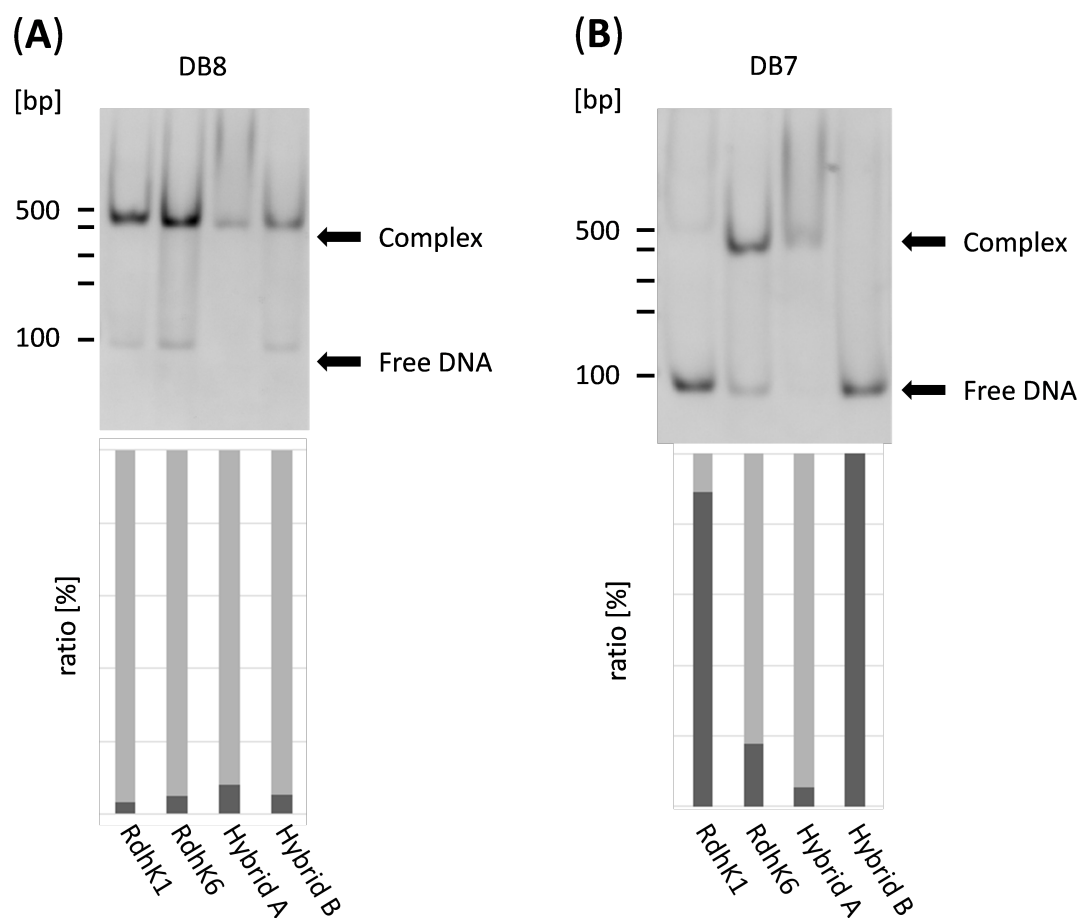 (A)
DB8
[bp]
500
Complex
100
Free DNA
ratio [%]
RdhK1
RdhK6
Hybrid A
Hybrid B
(B)
DB7
[bp]
500
Complex
100
Free DNA
ratio [%]
RdhK1
RdhK6
Hybrid A
Hybrid B